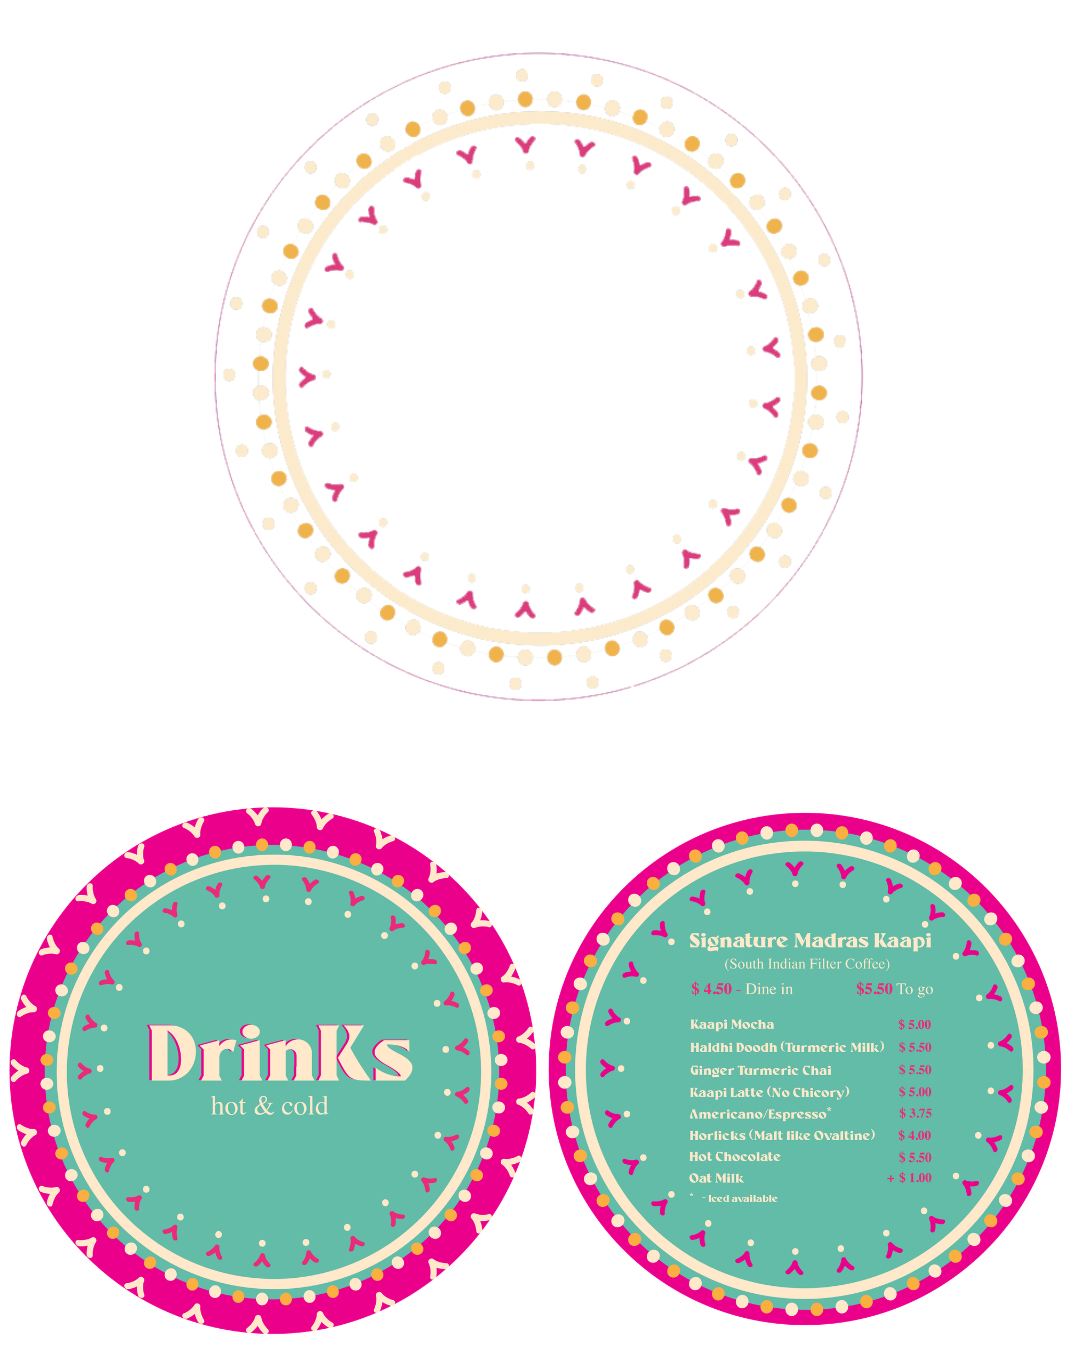 DrinKs
hot & cold
Signature Madras Kaapi
(South Indian Filter Coffee)
$ 4.50 - Dine in $5.50 To go
Kaapi Mocha $ 5.00
Haldhi Doodh (Turmeric Milk) $ 5.50
Ginger Turmeric Chai $ 5.50
Kaapi Latte (No Chicory) $ 5.00
Americano/Espresso* $ 3.75
Horlicks (Malt like Ovaltine) $ 4.00
Hot Chocolate $ 5.50
Oat Milk + $ 1.00
* - Iced available